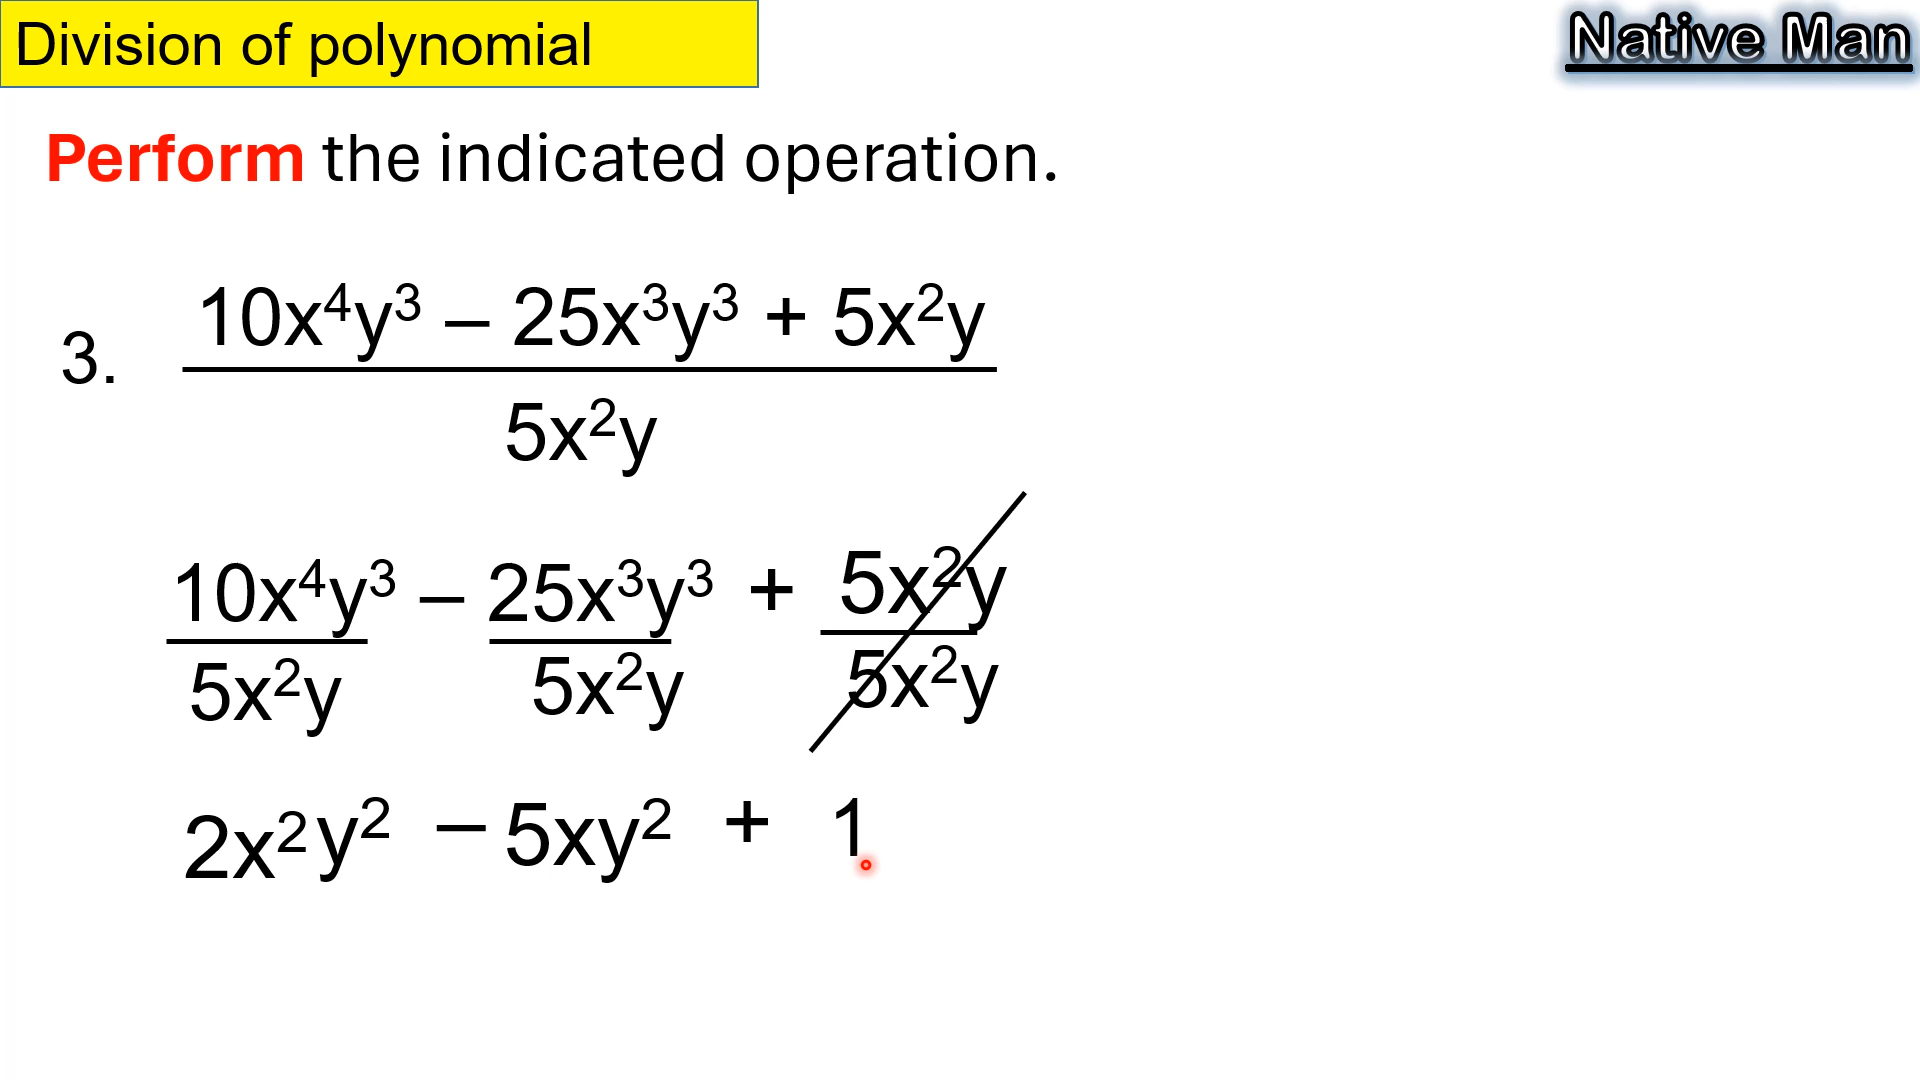 Division of polynomial
Native Man
Perform the indicated operation.
3. 10x⁴y³ – 25x³y³ + 5x²y
5x²y
10x⁴y³ – 25x³y³ + 5x²y
5x²y 5x²y 5x²y
2x²y² – 5xy² + 1